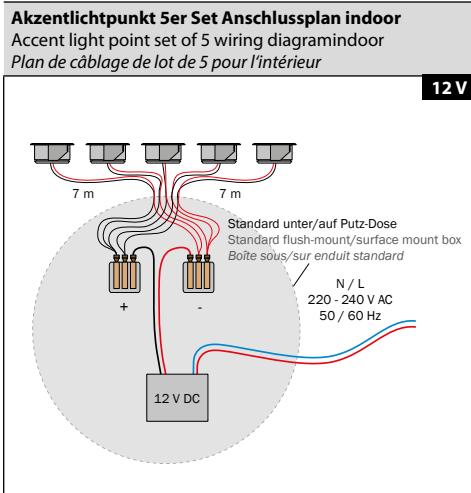 Akzentlichtpunkt 5er Set Anschlussplan indoor
Accent light point set of 5 wiring diagramindoor
Plan de câblage de lot de 5 pour l'intérieur
12 V
7 m
7 m
Standard unter/auf Putz-Dose
Standard flush-mount/surface mount box
Boîte sous/sur enduit standard
+
-
N / L
220 - 240 V AC
50 / 60 Hz
12 V DC